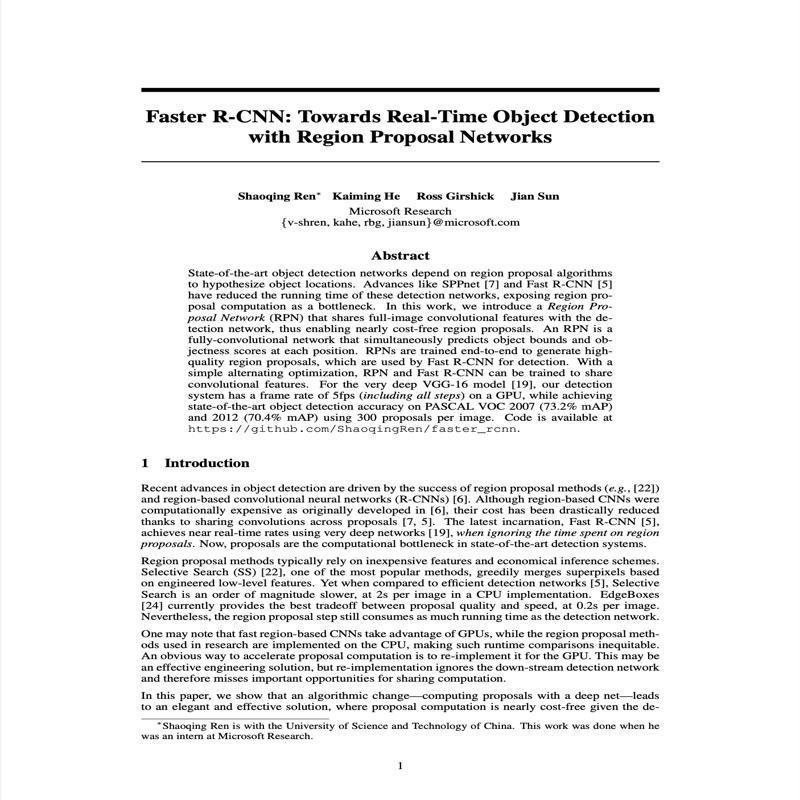 Faster R-CNN: Towards Real-Time Object Detection
with Region Proposal Networks
Shaoqing Ren* Kaiming He Ross Girshick Jian Sun
Microsoft Research
{v-shren, kahe, rbg, jiansun}@microsoft.com
Abstract
State-of-the-art object detection networks depend on region proposal algorithms
to hypothesize object locations. Advances like SPPnet [7] and Fast R-CNN [5]
have reduced the running time of these detection networks, exposing region pro-
posal computation as a bottleneck. In this work, we introduce a Region Pro-
posal Network (RPN) that shares full-image convolutional features with the de-
tection network, thus enabling nearly cost-free region proposals. An RPN is a
fully-convolutional network that simultaneously predicts object bounds and ob-
jectness scores at each position. RPNs are trained end-to-end to generate high-
quality region proposals, which are used by Fast R-CNN for detection. With a
simple alternating optimization, RPN and Fast R-CNN can be trained to share
convolutional features. For the very deep VGG-16 model [19], our detection
system has a frame rate of 5fps (including all steps) on a GPU, while achieving
state-of-the-art object detection accuracy on PASCAL VOC 2007 (73.2% mAP)
and 2012 (70.4% mAP) using 300 proposals per image. Code is available at
https://github.com/ShaoqingRen/faster_rcnn.
1 Introduction
Recent advances in object detection are driven by the success of region proposal methods (e.g., [22])
and region-based convolutional neural networks (R-CNNs) [6]. Although region-based CNNs were
computationally expensive as originally developed in [6], their cost has been drastically reduced
thanks to sharing convolutions across proposals [7, 5]. The latest incarnation, Fast R-CNN [5],
achieves near real-time rates using very deep networks [19], when ignoring the time spent on region
proposals. Now, proposals are the computational bottleneck in state-of-the-art detection systems.
Region proposal methods typically rely on inexpensive features and economical inference schemes.
Selective Search (SS) [22], one of the most popular methods, greedily merges superpixels based
on engineered low-level features. Yet when compared to efficient detection networks [5], Selective
Search is an order of magnitude slower, at 2s per image in a CPU implementation. EdgeBoxes
[24] currently provides the best tradeoff between proposal quality and speed, at 0.2s per image.
Nevertheless, the region proposal step still consumes as much running time as the detection network.
One may note that fast region-based CNNs take advantage of GPUs, while the region proposal meth-
ods used in research are implemented on the CPU, making such runtime comparisons inequitable.
An obvious way to accelerate proposal computation is to re-implement it for the GPU. This may be
an effective engineering solution, but re-implementation ignores the down-stream detection network
and therefore misses important opportunities for sharing computation.
In this paper, we show that an algorithmic change—computing proposals with a deep net—leads
to an elegant and effective solution, where proposal computation is nearly cost-free given the de-
*Shaoqing Ren is with the University of Science and Technology of China. This work was done when he
was an intern at Microsoft Research.
1